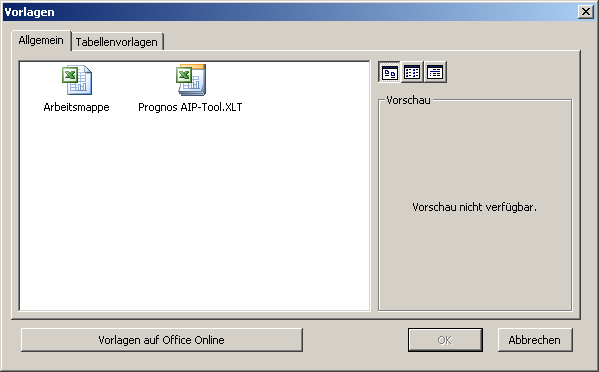 Vorlagen
Allgemein
Tabellenvorlagen
Arbeitsmappe
Prognos AIP-Tool.XLT
Vorschau
Vorschau nicht verfügbar.
Vorlagen auf Office Online
OK
Abbrechen